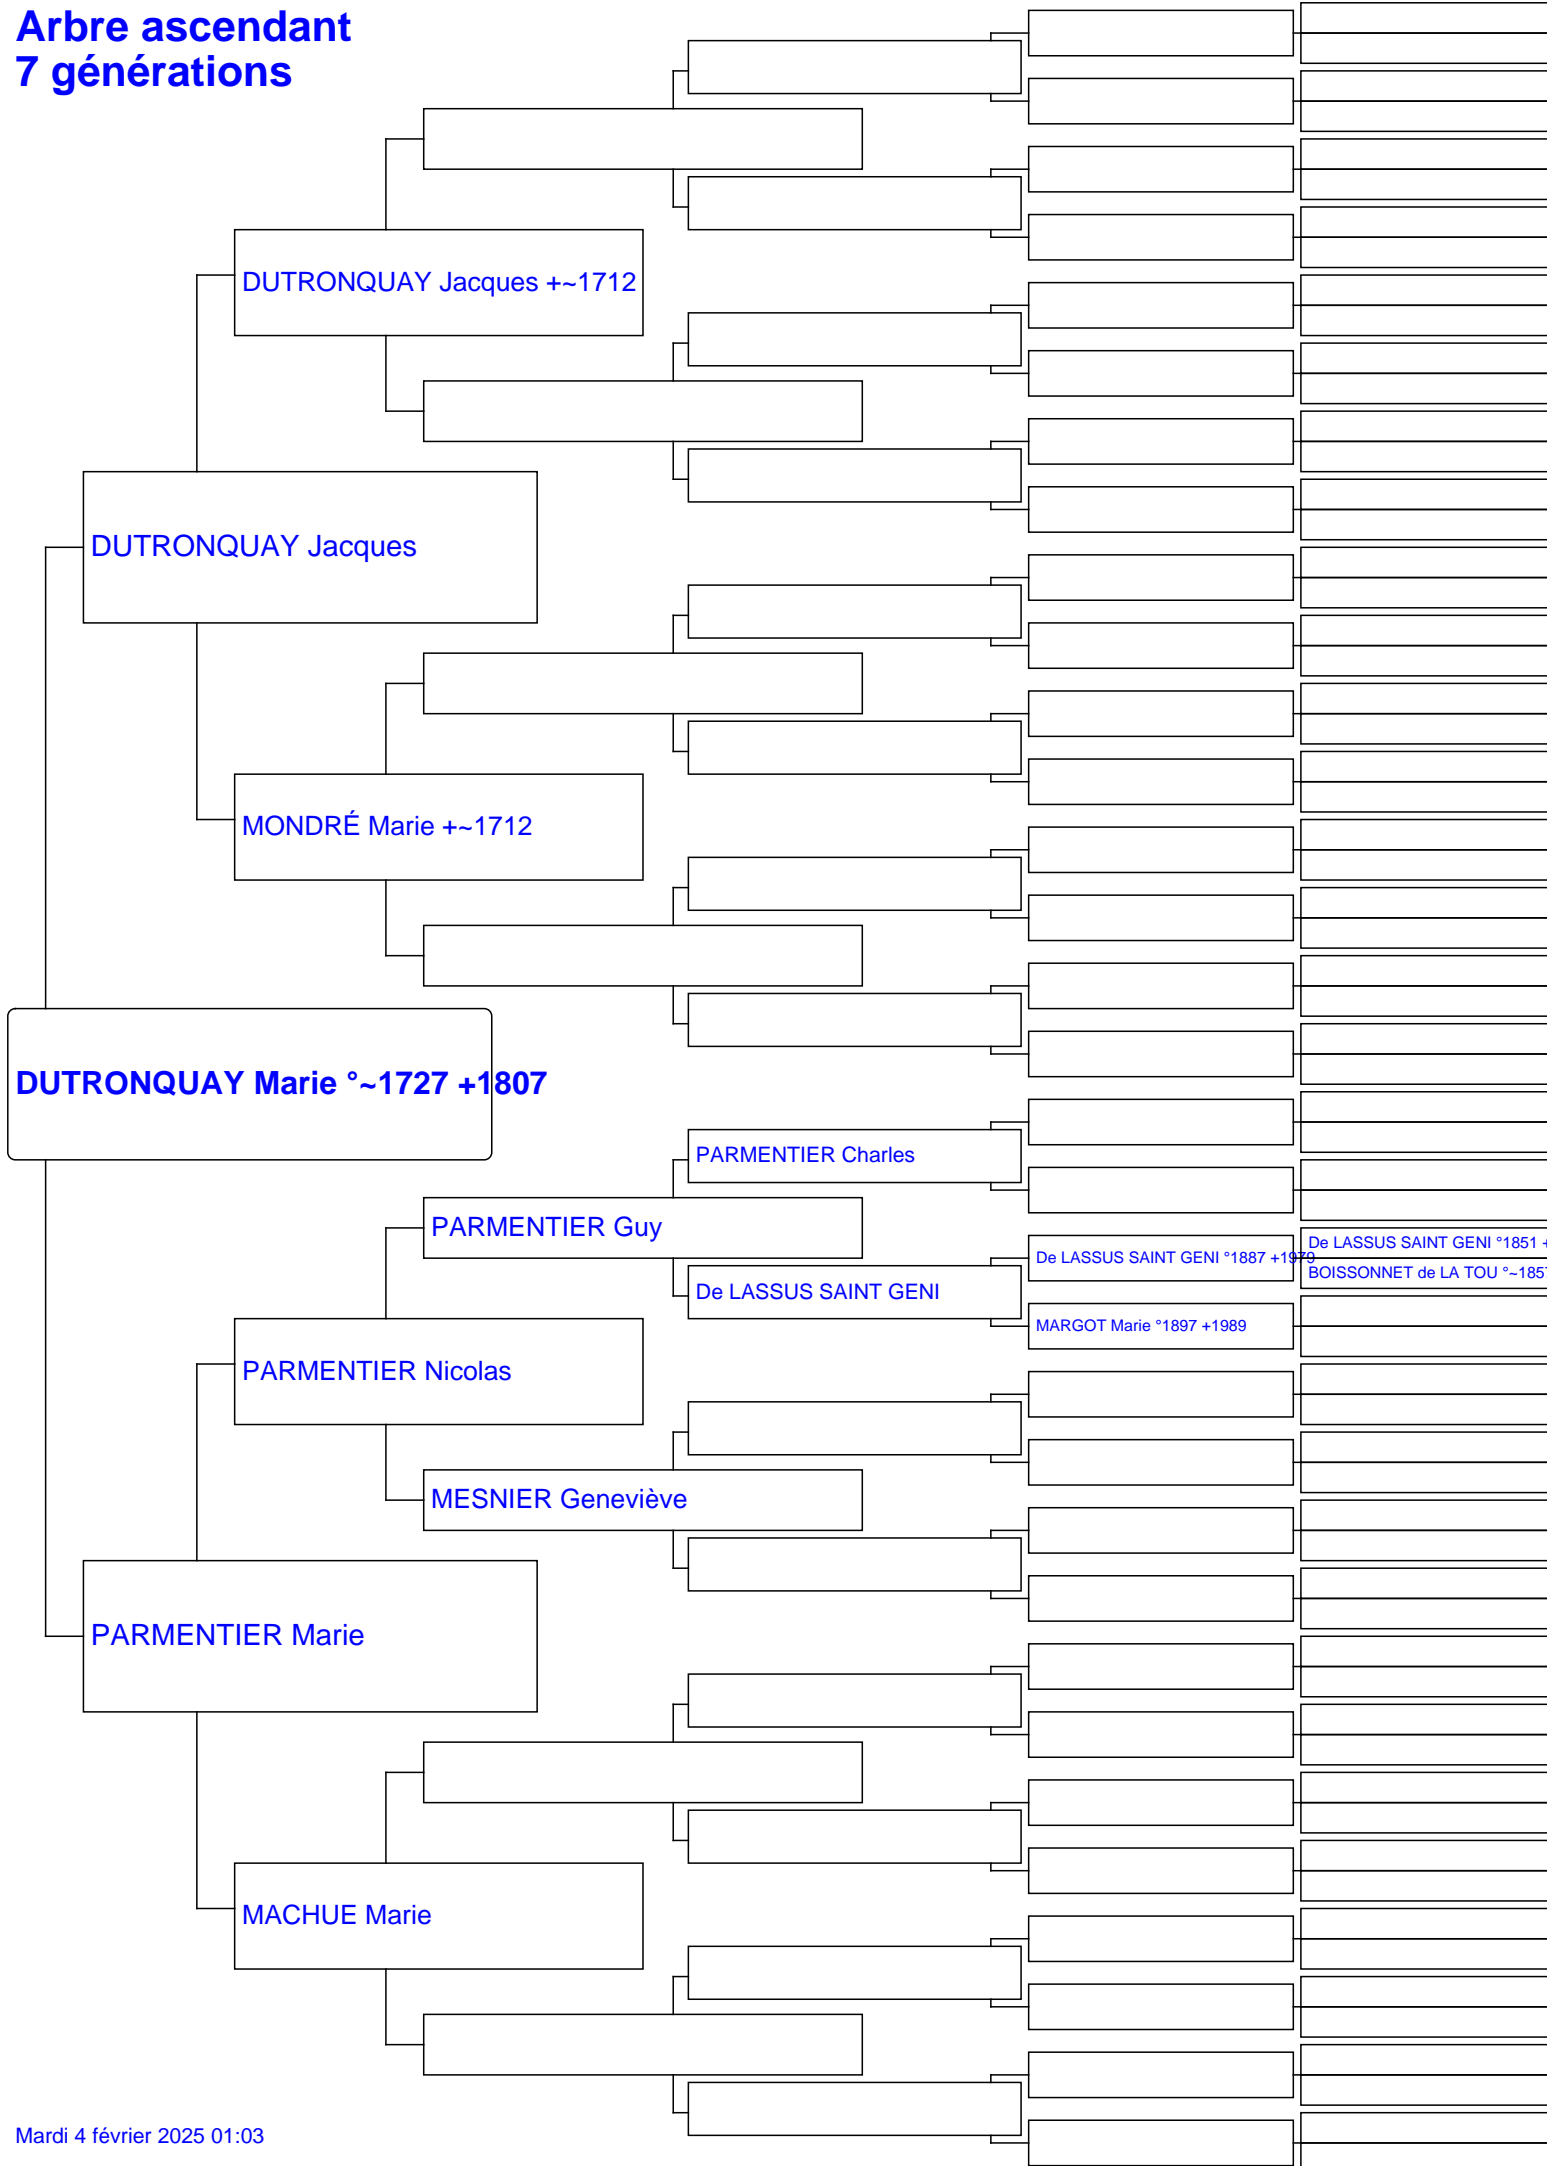 Arbre ascendant
7 générations
DUTRONQUAY Jacques +~1712
DUTRONQUAY Jacques
MONDRÉ Marie +~1712
DUTRONQUAY Marie °~1727 +1807
PARMENTIER Charles
PARMENTIER Guy
De LASSUS SAINT GENI °1851 +
De LASSUS SAINT GENI °1887 +1979
BOISSONNET de LA TOU °~1857
De LASSUS SAINT GENI
MARGOT Marie °1897 +1989
PARMENTIER Nicolas
MESNIER Geneviève
PARMENTIER Marie
MACHUE Marie
Mardi 4 février 2025 01:03